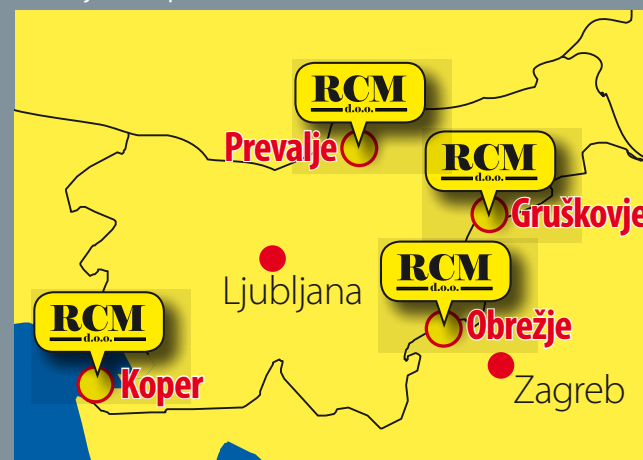 RCM
d.o.o.
Prevalje
RCM
d.o.o.
Gruškovje
Ljubljana
RCM
d.o.o.
Obrežje
RCM
d.o.o.
Koper
Zagreb